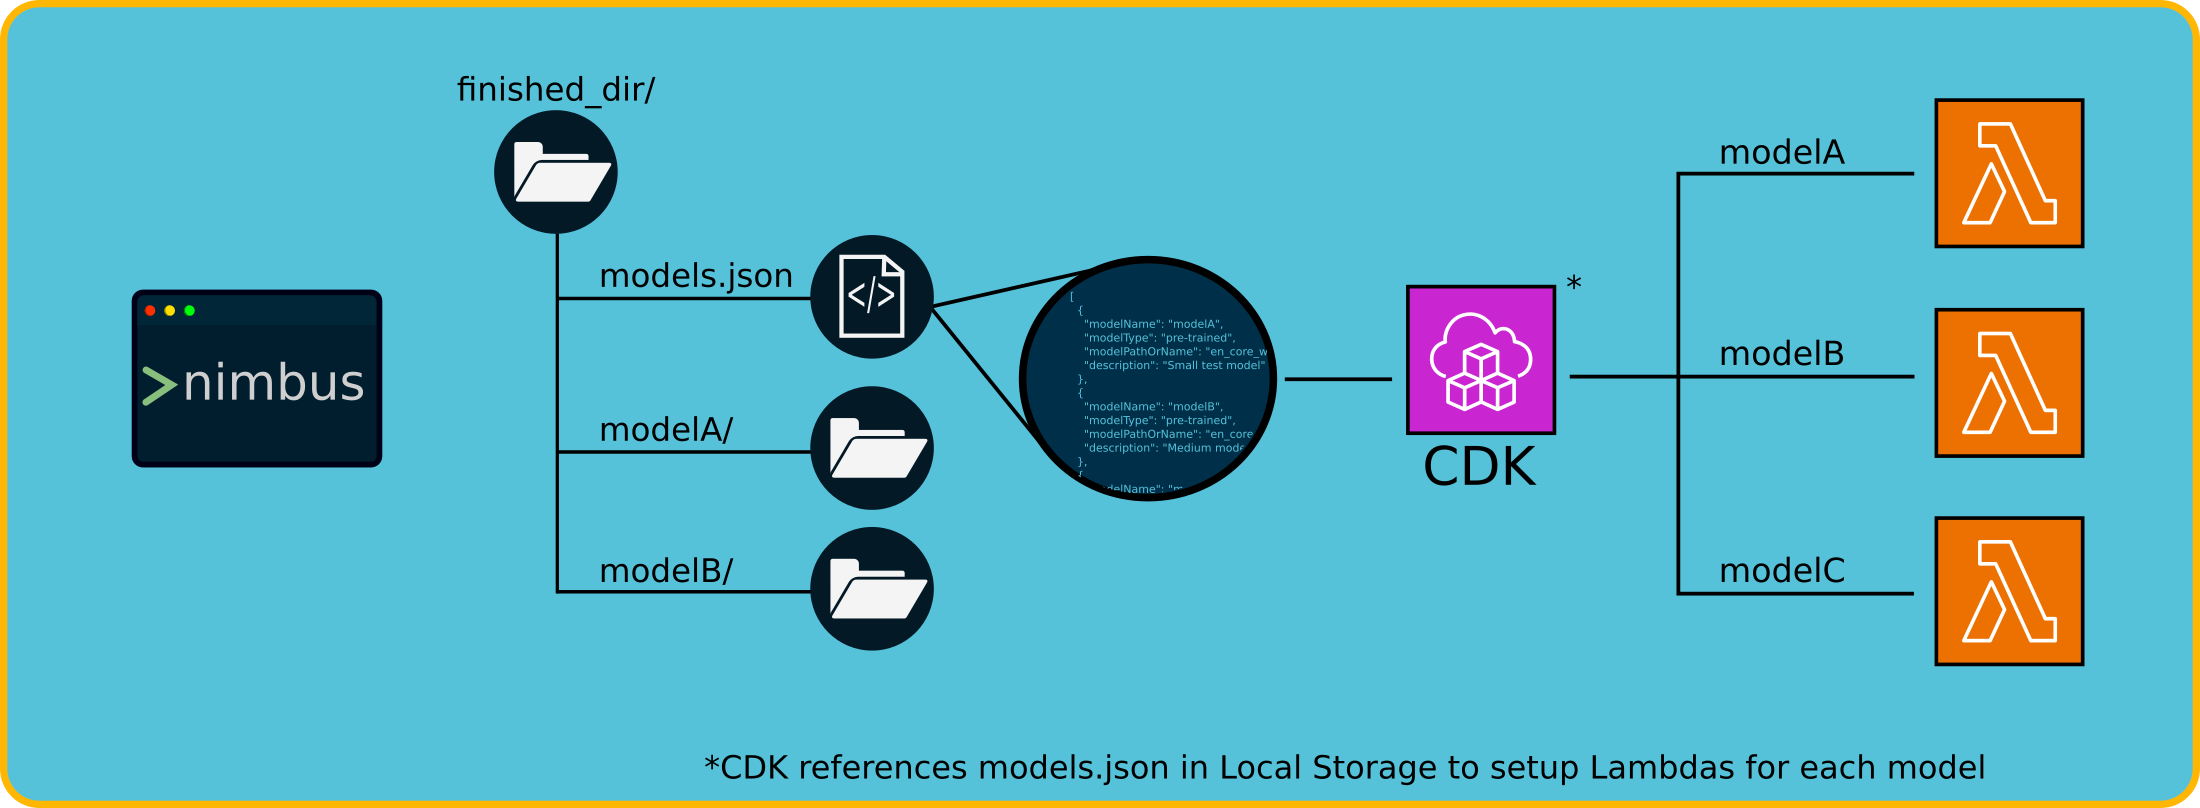 finished_dir/
models.json
modelA/
modelB/
>nimbus
[
{
"modelName": "modelA",
"modelType": "pre-trained",
"modelPathOrName": "en_core_w
"description": "Small test model"
},
{
"modelName": "modelB",
"modelType": "pre-trained",
"modelPathOrName": "en_core
"description": "Medium mode
},
{
delName": "m
</>
*
CDK
modelA
modelB
modelC
*CDK references models.json in Local Storage to setup Lambdas for each model